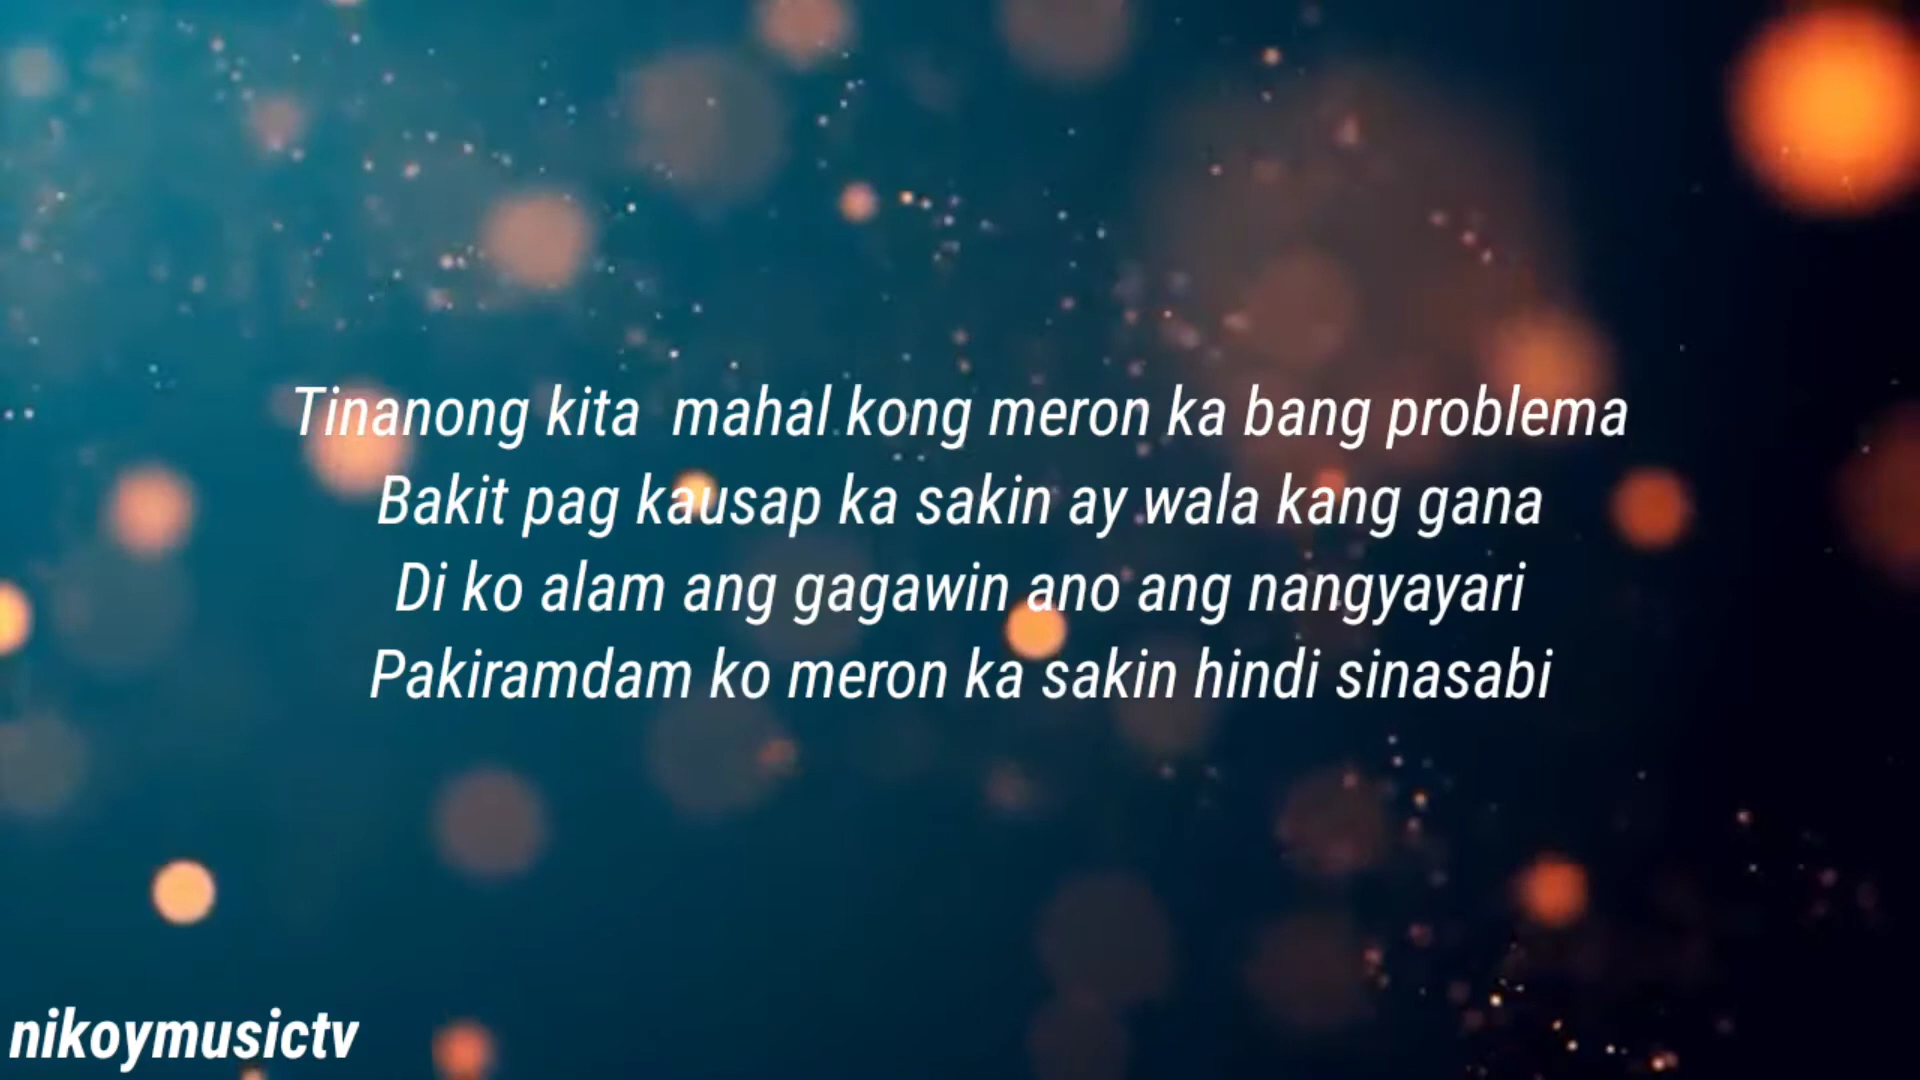 Tinanong kita  mahal kong meron ka bang problema
Bakit pag kausap ka sakin ay wala kang gana
Di ko alam ang gagawin ano ang nangyayari
Pakiramdam ko meron ka sakin hindi sinasabi
nikoymusictv